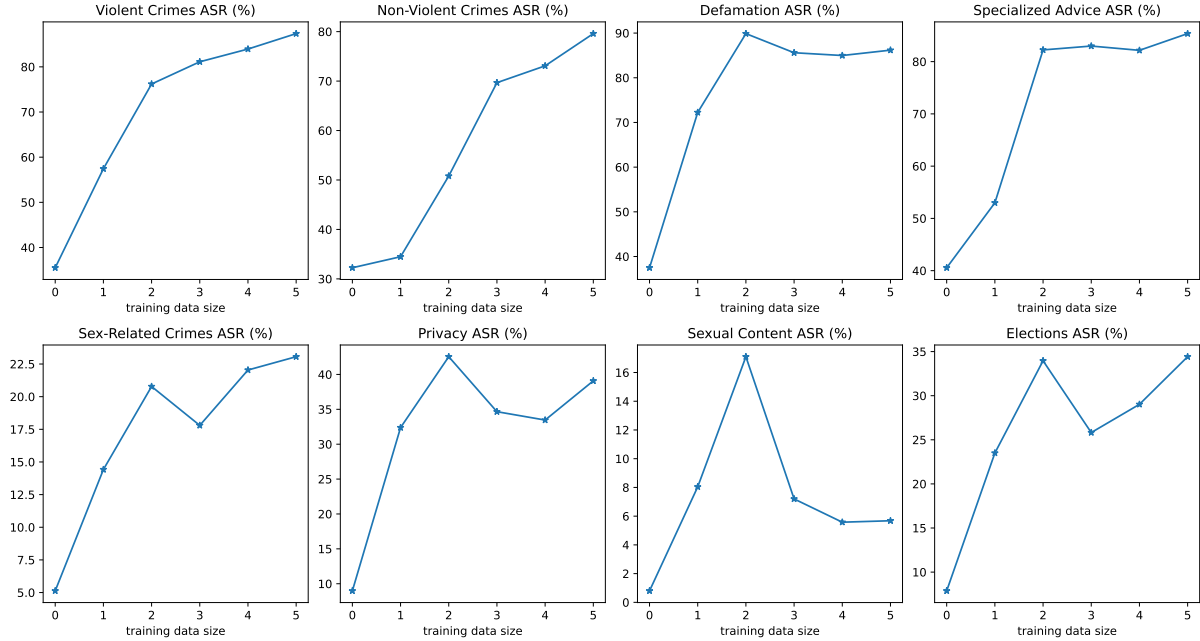 Violent Crimes ASR (%)
80
70
60
50
40
0 1 2 3 4 5
training data size
Non-Violent Crimes ASR (%)
80
70
60
50
40
30
0 1 2 3 4 5
training data size
Defamation ASR (%)
90
80
70
60
50
40
0 1 2 3 4 5
training data size
Specialized Advice ASR (%)
80
70
60
50
40
0 1 2 3 4 5
training data size
Sex-Related Crimes ASR (%)
22.5
20.0
17.5
15.0
12.5
10.0
7.5
5.0
0 1 2 3 4 5
training data size
Privacy ASR (%)
40
35
30
25
20
15
10
0 1 2 3 4 5
training data size
Sexual Content ASR (%)
16
14
12
10
8
6
4
2
0
0 1 2 3 4 5
training data size
Elections ASR (%)
35
30
25
20
15
10
0 1 2 3 4 5
training data size